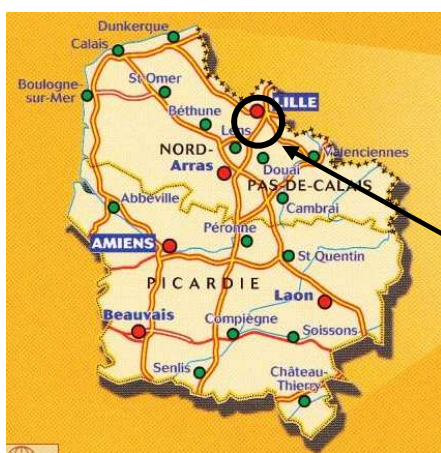 Dunkerque
Calais
Boulogne-
sur-Mer
St Omer
LILLE
Béthune
Lens
NORD-
Valenciennes
Arras
Douai
PAS-DE-CALAIS
Cambrai
Abbéville
Péronne
AMIENS
St Quentin
PICARDIE
Laon
Beauvais
Compiègne
Soissons
Senlis
Château-
Thierry